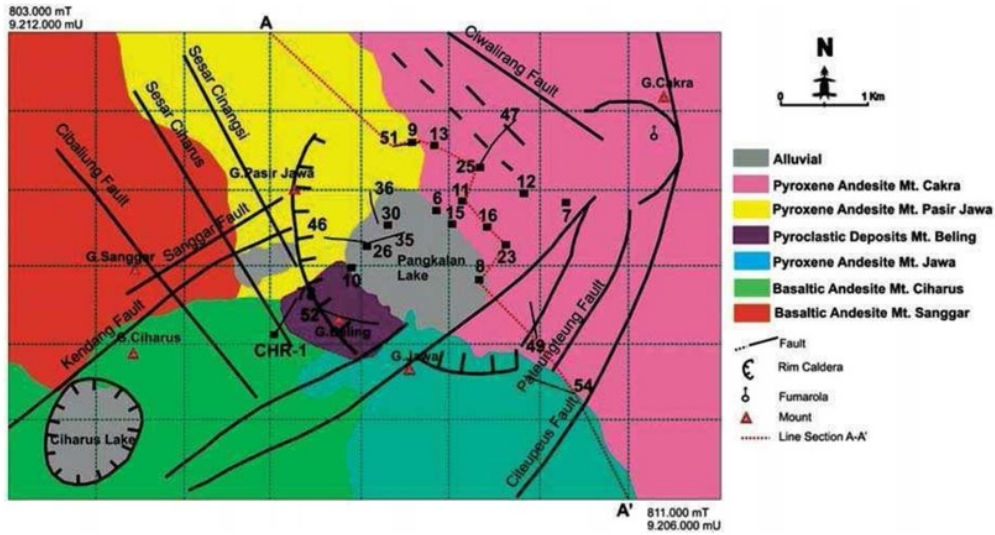 803.000 mT
9.212.000 mU
A
N
0 1 Km
Ciwalirang Fault
G.Cakra
Sesar Cinangsi
Sesar Ciharus
Cibaliung Fault
47
51
9
13
25
G.Pasir Jawa
36
11
12
6
7
30
15
16
46
Sanggar Fault
35
26
23
G.Sanggar
Pangkalan
Lake
10
8
52
G.Beling
Kendang Fault
G.Ciharus
CHR-1
G.Jawa
49
Pateungteung Fault
54
Citeupeus Fault
Ciharus Lake
A'
811.000 mT
9.206.000 mU
Alluvial
Pyroxene Andesite Mt. Cakra
Pyroxene Andesite Mt. Pasir Jawa
Pyroclastic Deposits Mt. Beling
Pyroxene Andesite Mt. Jawa
Basaltic Andesite Mt. Ciharus
Basaltic Andesite Mt. Sanggar
Fault
Rim Caldera
Fumarola
Mount
Line Section A-A'